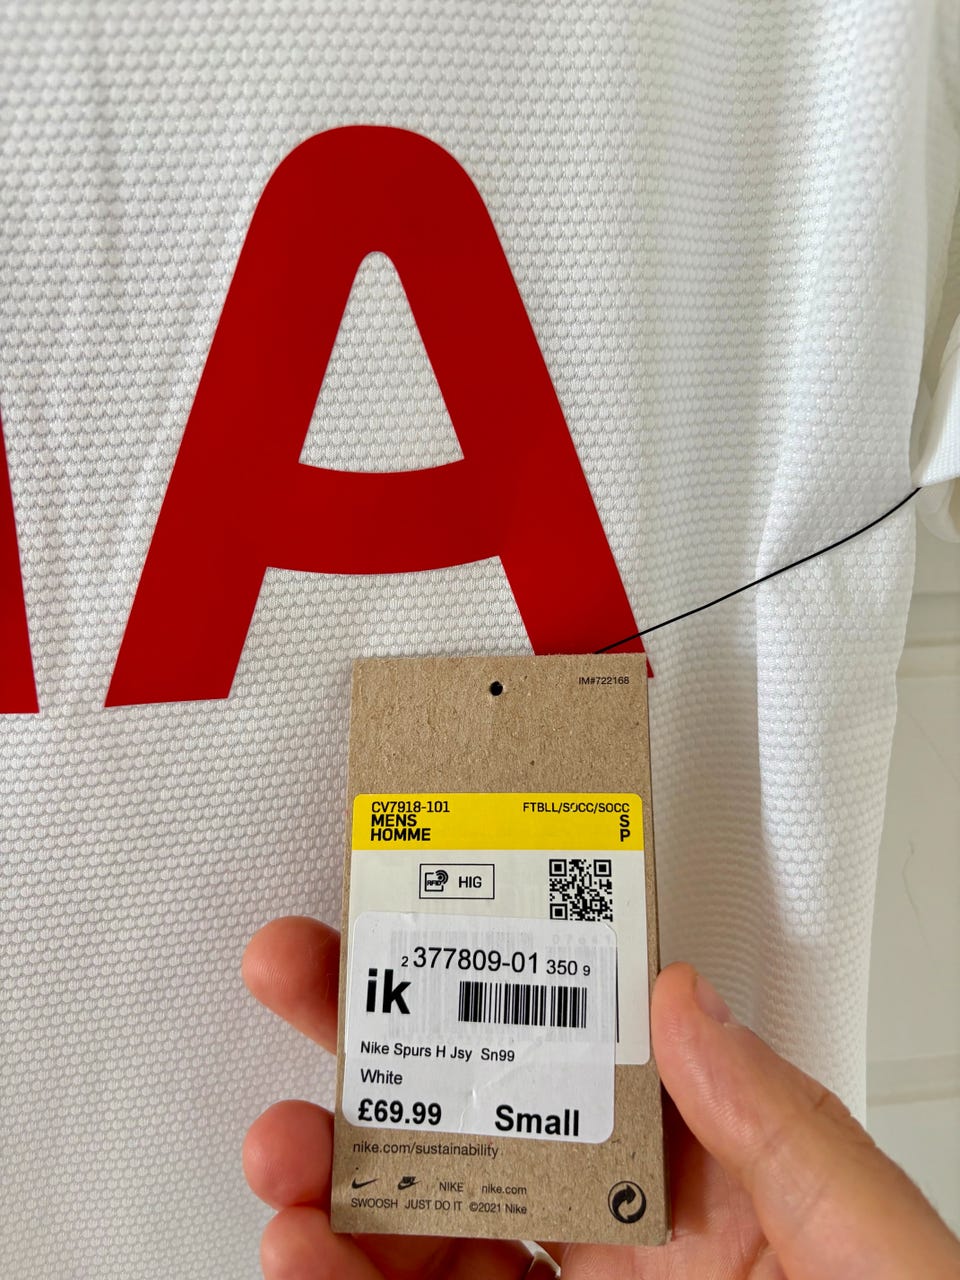 A
IM#722168
CV7918-101 FTBLL/SOCC/SOCC
MENS S
HOMME P
RFID HIG
2 377809-01 350 9
ik
Nike Spurs H Jsy Sn99
White
£69.99 Small
nike.com/sustainability
NIKE nike.com
SWOOSH JUST DO IT ©2021 Nike